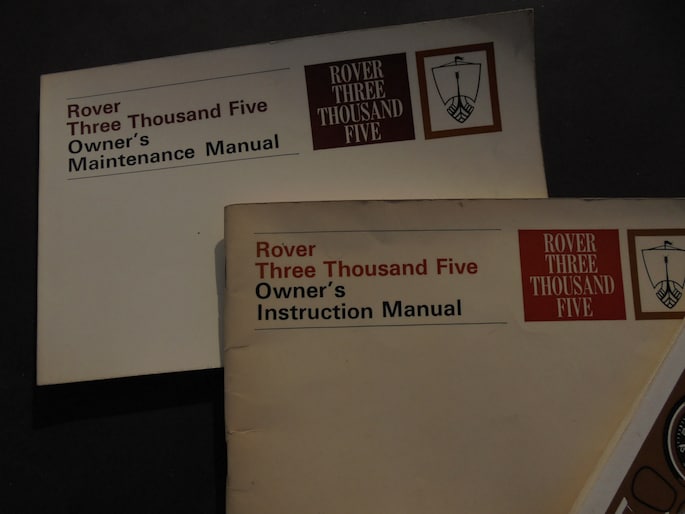 Rover
Three Thousand Five
Owner's
Maintenance Manual
ROVER
THREE
THOUSAND
FIVE
Rover
Three Thousand Five
Owner's
Instruction Manual
ROVER
THREE
THOUSAND
FIVE